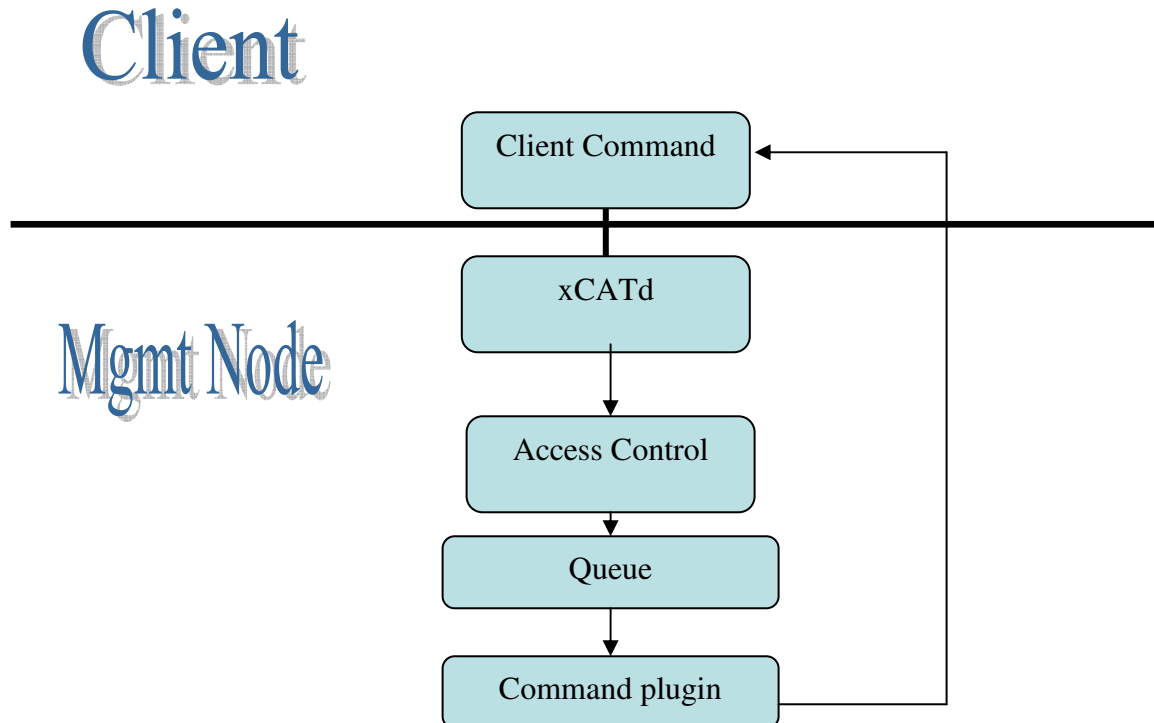 Client
Client Command
xCATd
Mgmt Node
Access Control
Queue
Command plugin